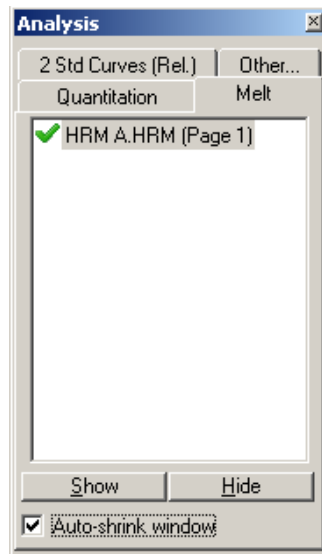 Analysis
2 Std Curves (Rel.) Other...
Quantitation Melt
HRM A.HRM (Page 1)
Show Hide
Auto-shrink window